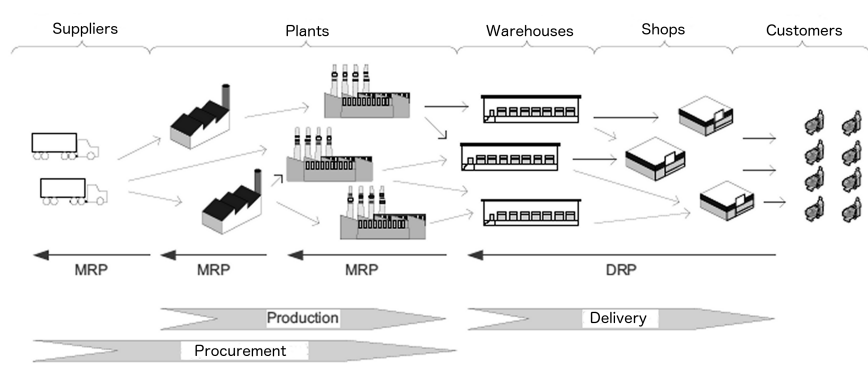 Suppliers
Plants
Warehouses
Shops
Customers
MRP
MRP
MRP
DRP
Production
Delivery
Procurement